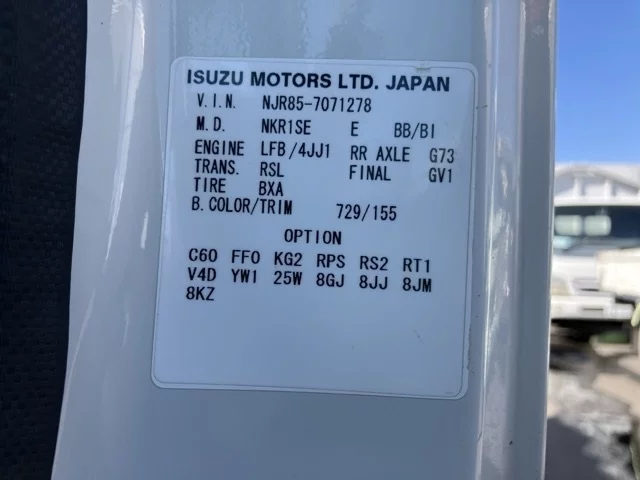 ISUZU MOTORS LTD. JAPAN
V.I.N. NJR85-7071278
M.D. NKR1SE E BB/BI
ENGINE LFB/4JJ1 RR AXLE G73
TRANS. RSL FINAL GV1
TIRE BXA
B.COLOR/TRIM 729/155
OPTION
C60 FF0 KG2 RPS RS2 RT1
V4D YW1 25W 8GJ 8JJ 8JM
8KZ